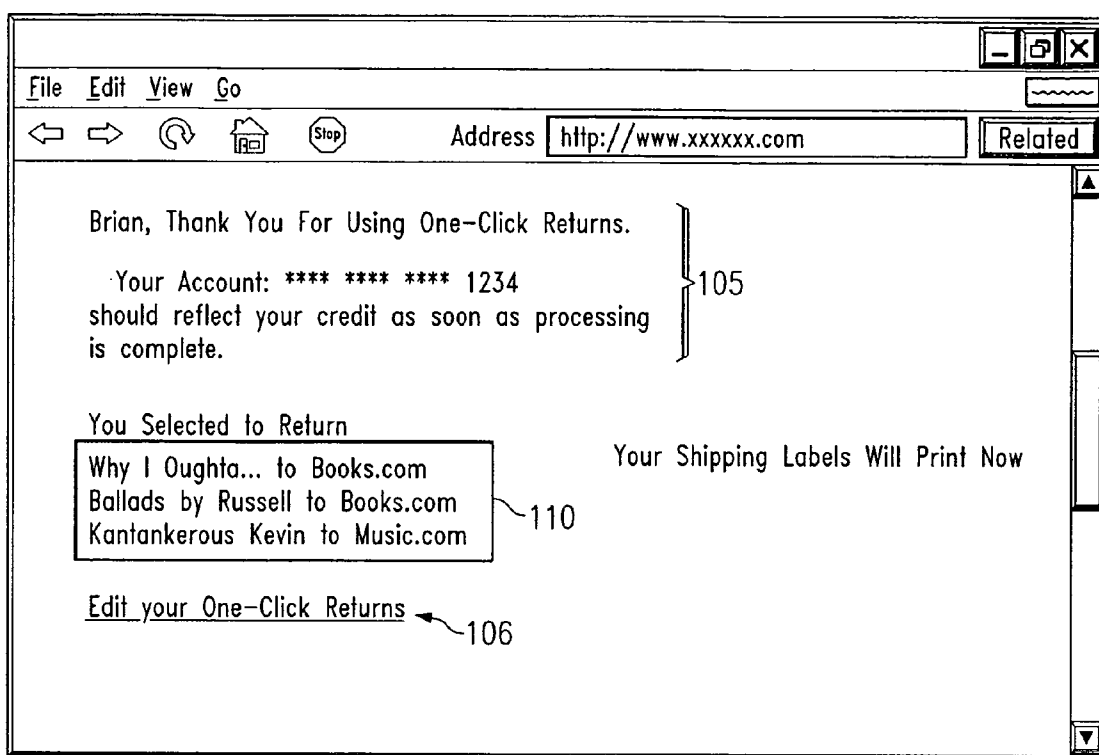 File Edit View Go
Stop Address http://www.xxxxxx.com Related
Brian, Thank You For Using One-Click Returns.
Your Account: **** **** **** 1234
105
should reflect your credit as soon as processing
is complete.
You Selected to Return
Your Shipping Labels Will Print Now
Why I Oughta... to Books.com
Ballads by Russell to Books.com
110
Kantankerous Kevin to Music.com
Edit your One-Click Returns
106